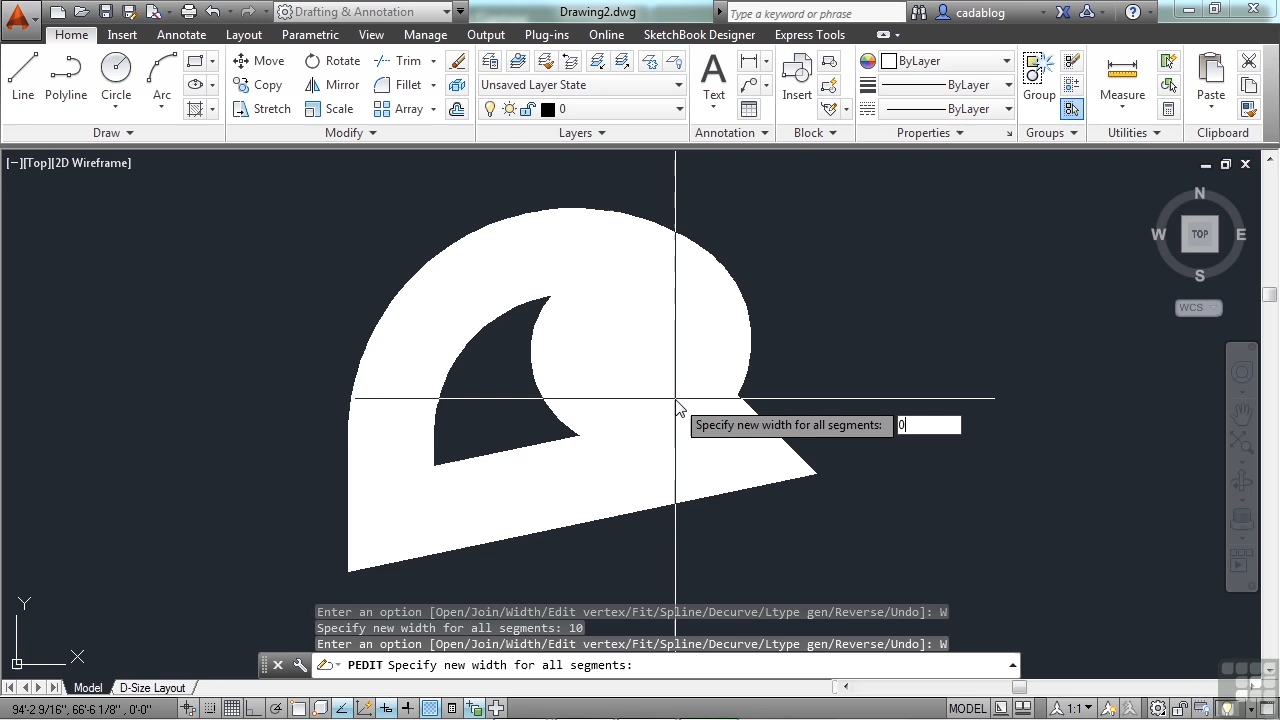 Drafting & Annotation
Drawing2.dwg
Type a keyword or phrase
cadablog
Home Insert Annotate Layout Parametric View Manage Output Plug-ins Online SketchBook Designer Express Tools
Line Polyline Circle Arc
Move Rotate Trim
Copy Mirror Fillet
Stretch Scale Array
Unsaved Layer State
0
Text
Insert
ByLayer
ByLayer
ByLayer
Group
Measure
Paste
Draw Modify Layers Annotation Block Properties Groups Utilities Clipboard
[−][Top][2D Wireframe]
N
W TOP E
S
WCS
Specify new width for all segments: 0
Y
X
Enter an option [Open/Join/Width/Edit vertex/Fit/Spline/Decurve/Ltype gen/Reverse/Undo]: W
Specify new width for all segments: 10
Enter an option [Open/Join/Width/Edit vertex/Fit/Spline/Decurve/Ltype gen/Reverse/Undo]: W
PEDIT Specify new width for all segments:
Model D-Size Layout
94'-2 9/16", 66'-6 1/8", 0'-0" MODEL 1:1